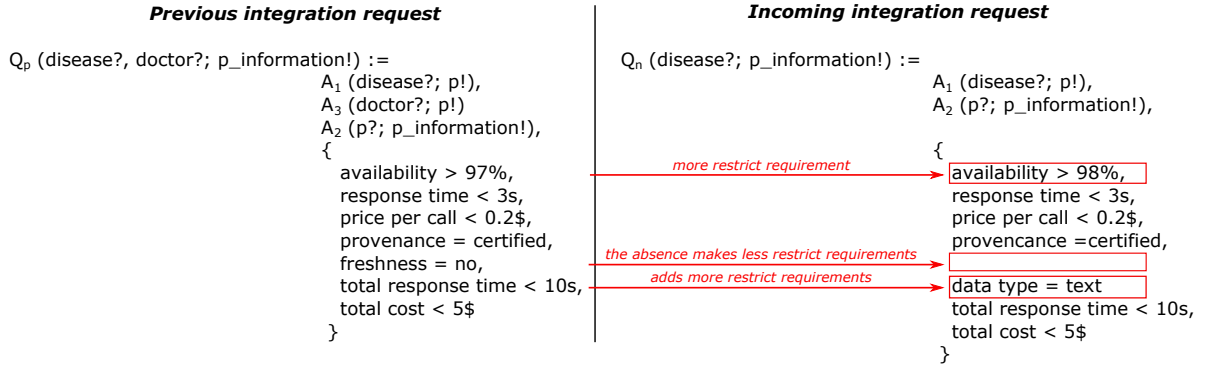 Previous integration request
Qp (disease?, doctor?; p_information!) :=
A1 (disease?; p!),
A3 (doctor?; p!)
A2 (p?; p_information!),
{
availability > 97%,
response time < 3s,
price per call < 0.2$,
provenance = certified,
freshness = no,
total response time < 10s,
total cost < 5$
}
more restrict requirement
the absence makes less restrict requirements
adds more restrict requirements
Incoming integration request
Qn (disease?; p_information!) :=
A1 (disease?; p!),
A2 (p?; p_information!),
{
availability > 98%,
response time < 3s,
price per call < 0.2$,
provencance =certified,
data type = text
total response time < 10s,
total cost < 5$
}